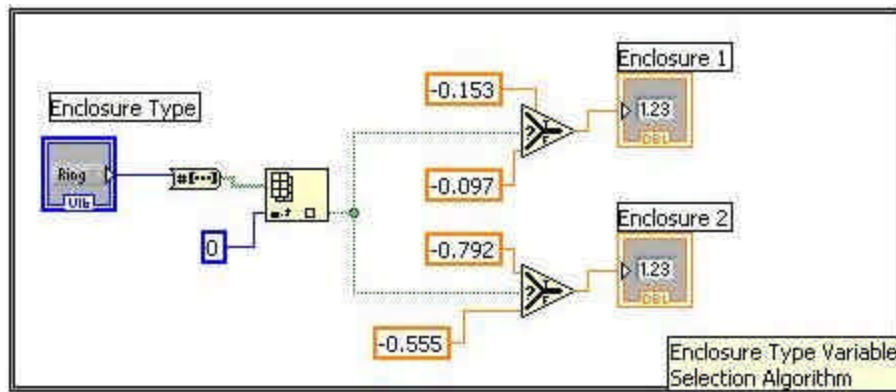 Enclosure 1
-0.153
1.23
DBL
Enclosure Type
Ring
U16
#[...]
?
F
-0.097
0
Enclosure 2
-0.792
1.23
DBL
?
F
-0.555
Enclosure Type Variable
Selection Algorithm